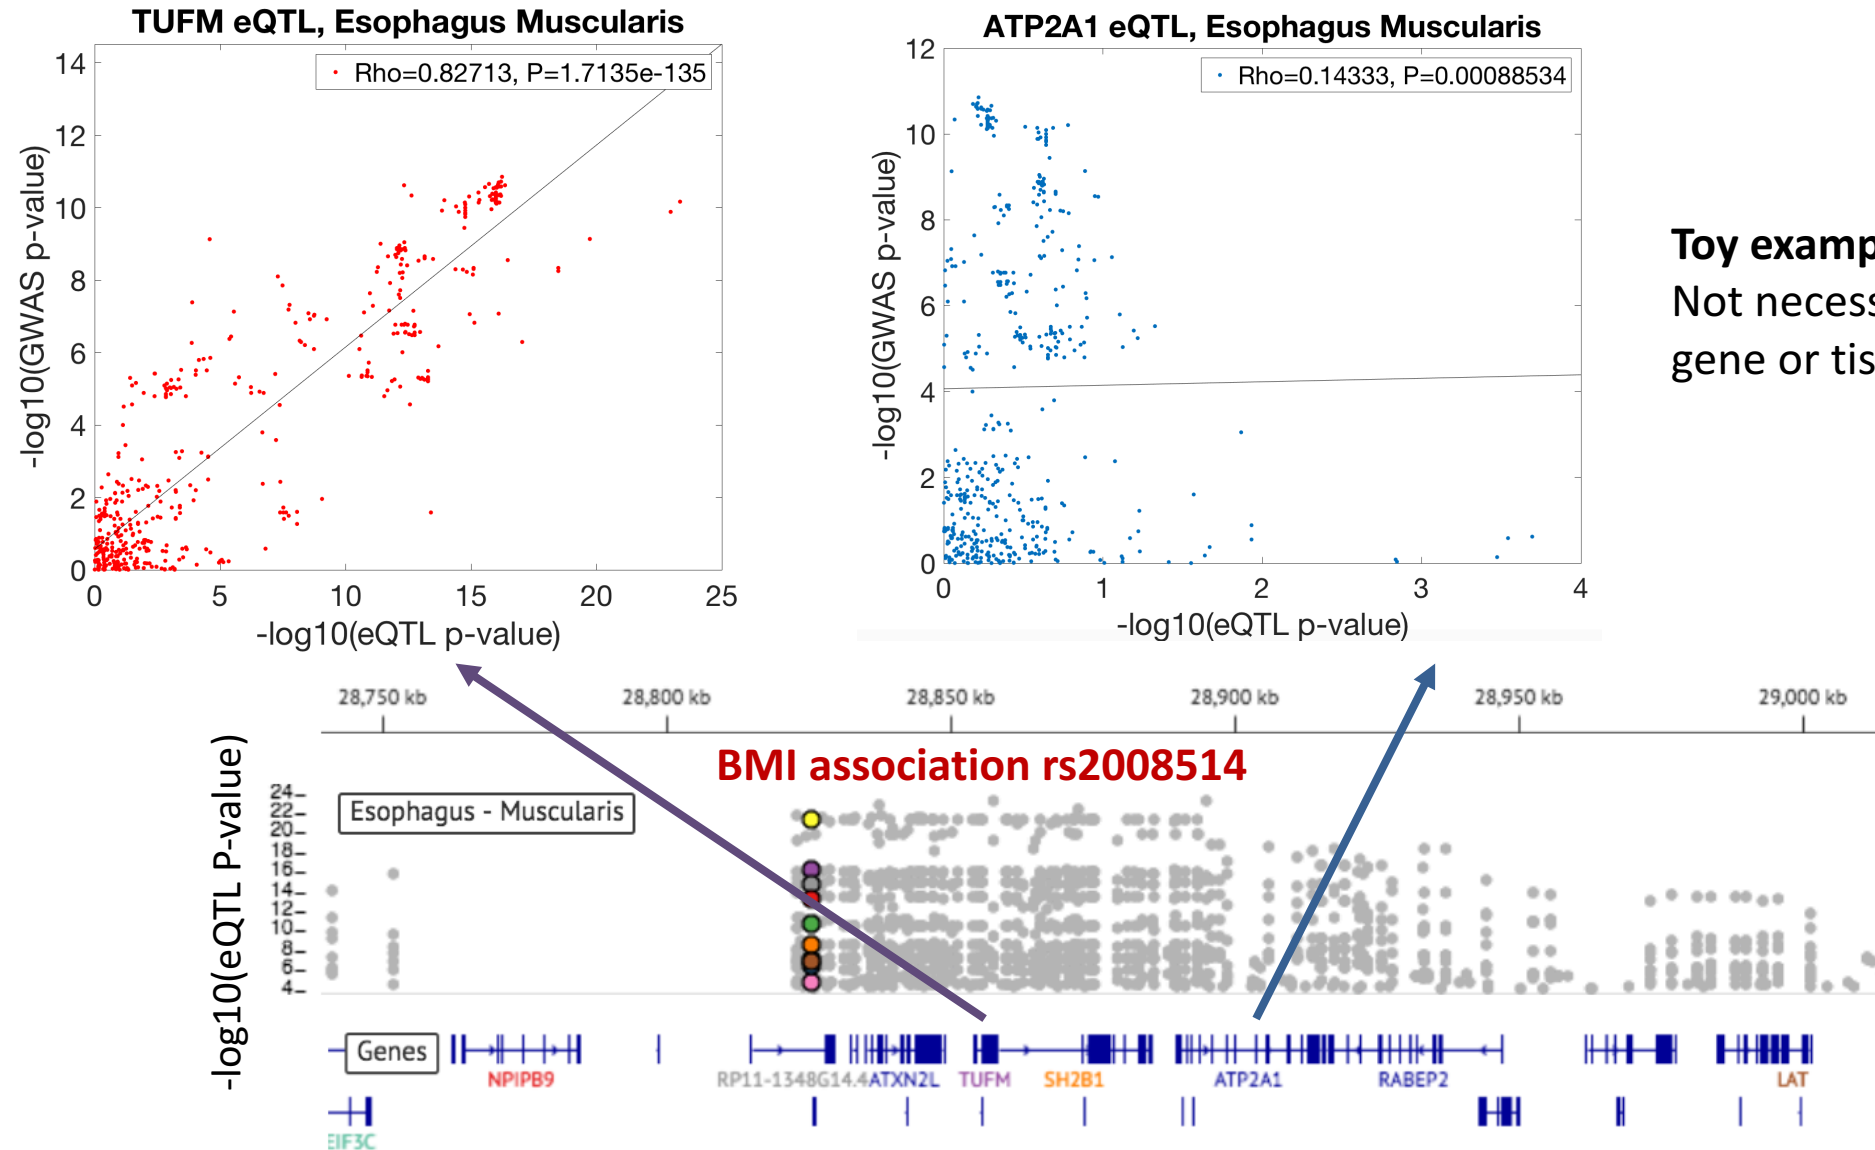 TUFM eQTL, Esophagus Muscularis
Rho=0.82713, P=1.7135e-135
14
12
10
8
6
4
2
0
0 5 10 15 20 25
-log10(GWAS p-value)
-log10(eQTL p-value)
ATP2A1 eQTL, Esophagus Muscularis
Rho=0.14333, P=0.00088534
12
10
8
6
4
2
0
0 1 2 3 4
-log10(GWAS p-value)
-log10(eQTL p-value)
Toy examp
Not necess
gene or tis
28,750 kb 28,800 kb 28,850 kb 28,900 kb 28,950 kb 29,000 kb
BMI association rs2008514
Esophagus - Muscularis
-log10(eQTL P-value)
24
22
20
18
16
14
12
10
8
6
4
Genes
NPIPB9 RP11-1348G14.4 ATXN2L TUFM SH2B1 ATP2A1 RABEP2 LAT
EIF3C